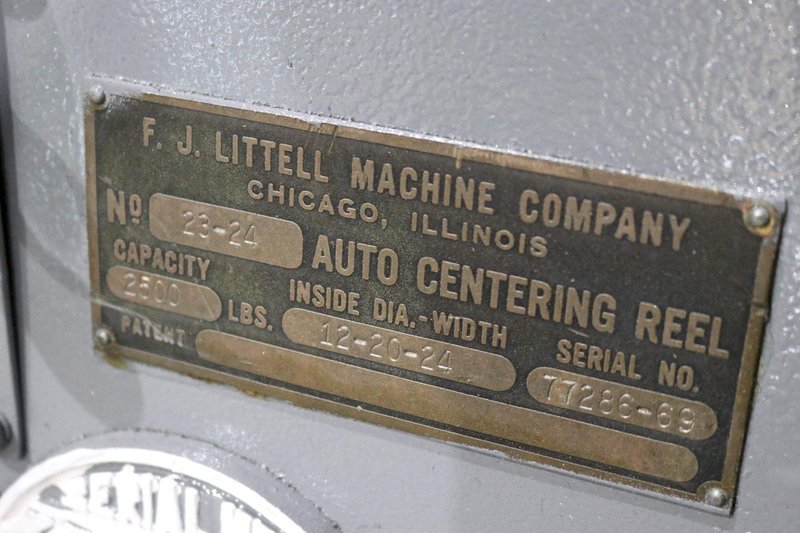 F. J. LITTELL MACHINE COMPANY
CHICAGO, ILLINOIS
No 23-24 AUTO CENTERING REEL
CAPACITY INSIDE DIA.-WIDTH SERIAL NO.
2500 LBS. 12-20-24 77286-69
PATENT
SERIAL